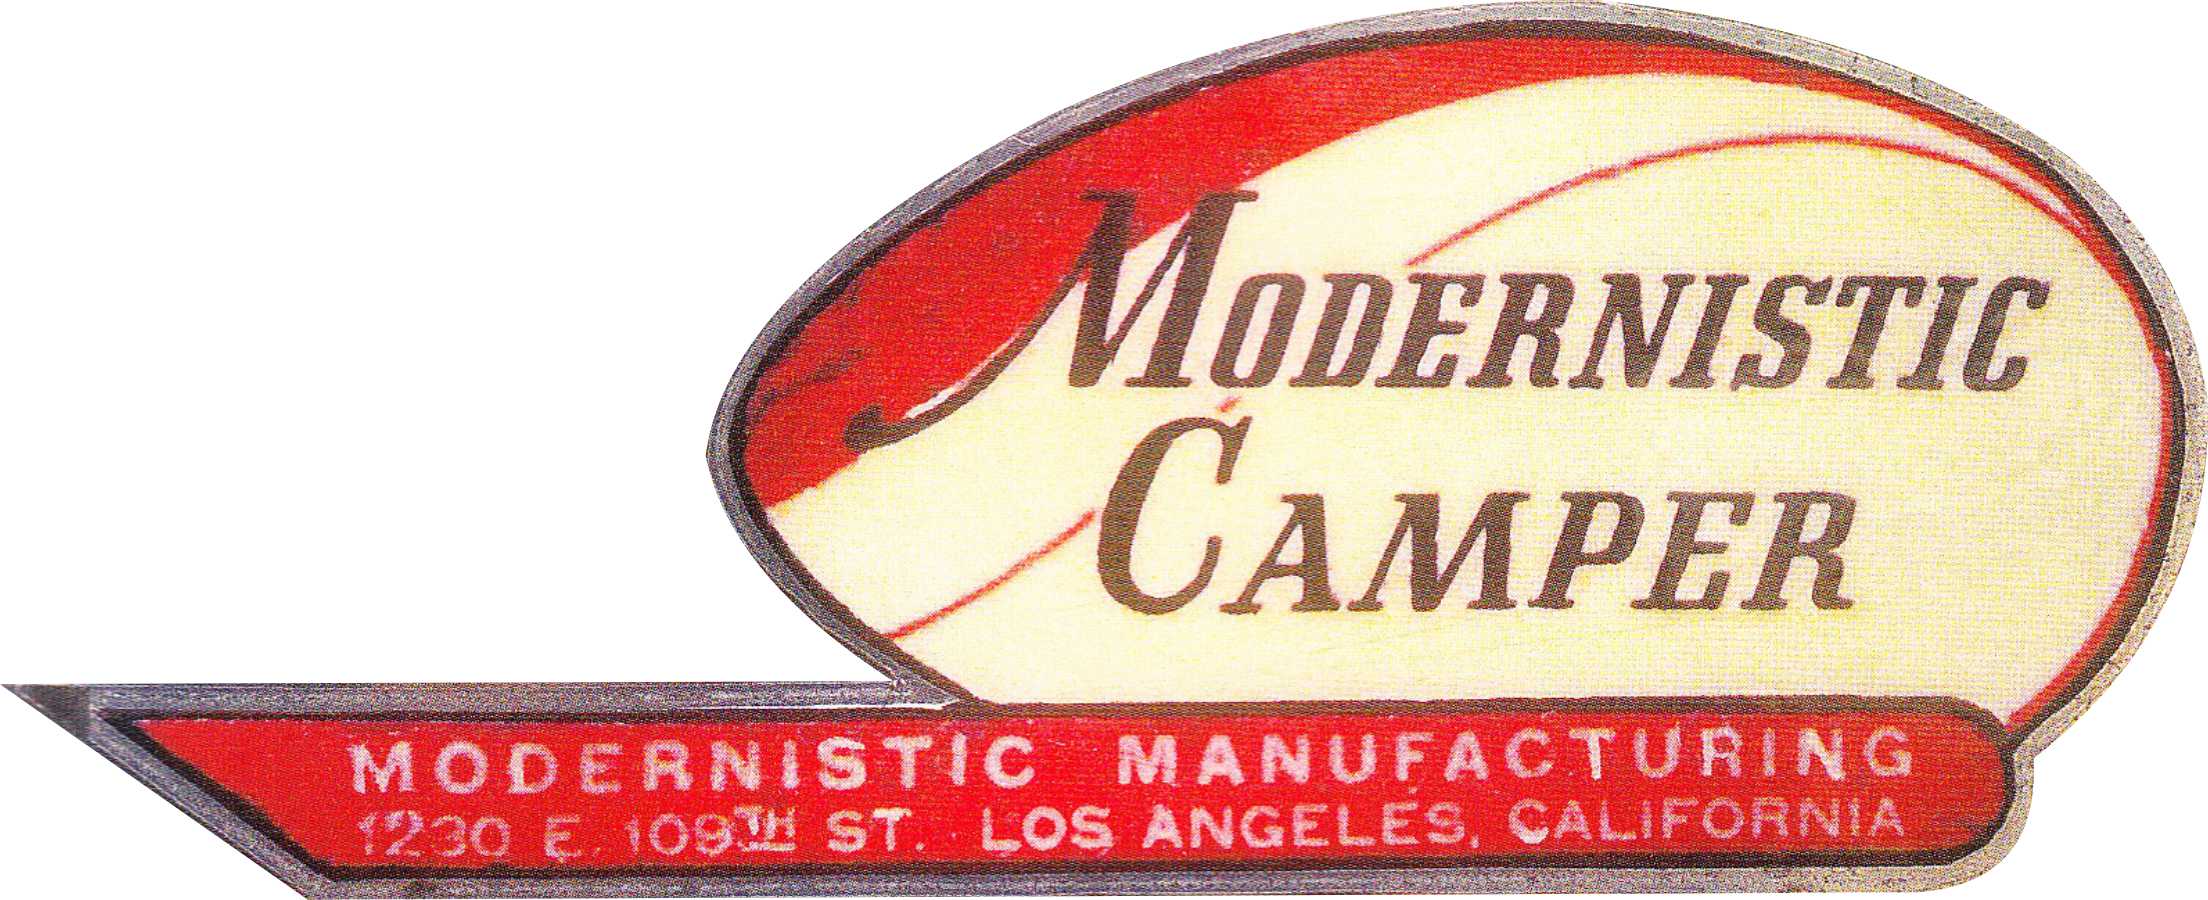 MODERNISTIC
CAMPER
MODERNISTIC MANUFACTURING
1230 E. 109TH ST. LOS ANGELES, CALIFORNIA